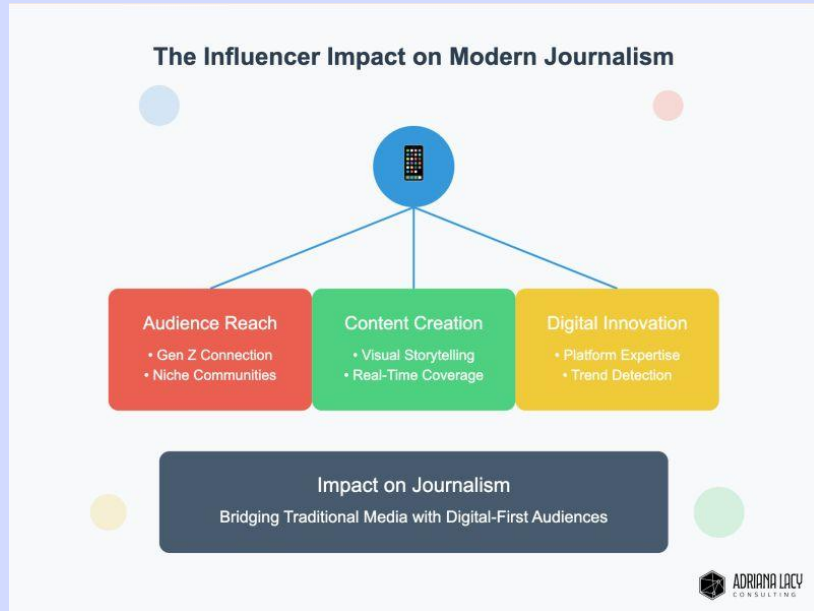 The Influencer Impact on Modern Journalism
Audience Reach
• Gen Z Connection
• Niche Communities
Content Creation
• Visual Storytelling
• Real-Time Coverage
Digital Innovation
• Platform Expertise
• Trend Detection
Impact on Journalism
Bridging Traditional Media with Digital-First Audiences
ADRIANA LACY
CONSULTING